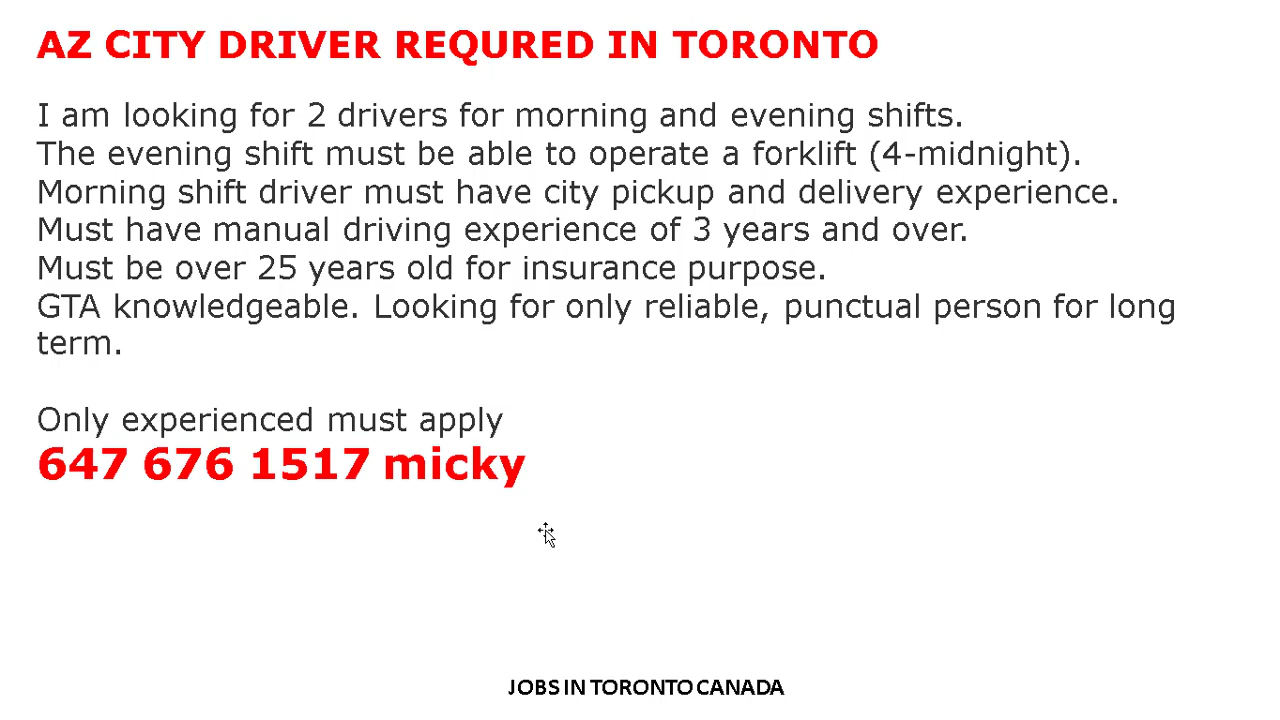 AZ CITY DRIVER REQURED IN TORONTO
I am looking for 2 drivers for morning and evening shifts.
The evening shift must be able to operate a forklift (4-midnight).
Morning shift driver must have city pickup and delivery experience.
Must have manual driving experience of 3 years and over.
Must be over 25 years old for insurance purpose.
GTA knowledgeable. Looking for only reliable, punctual person for long
term.
Only experienced must apply
647 676 1517 micky
JOBS IN TORONTO CANADA